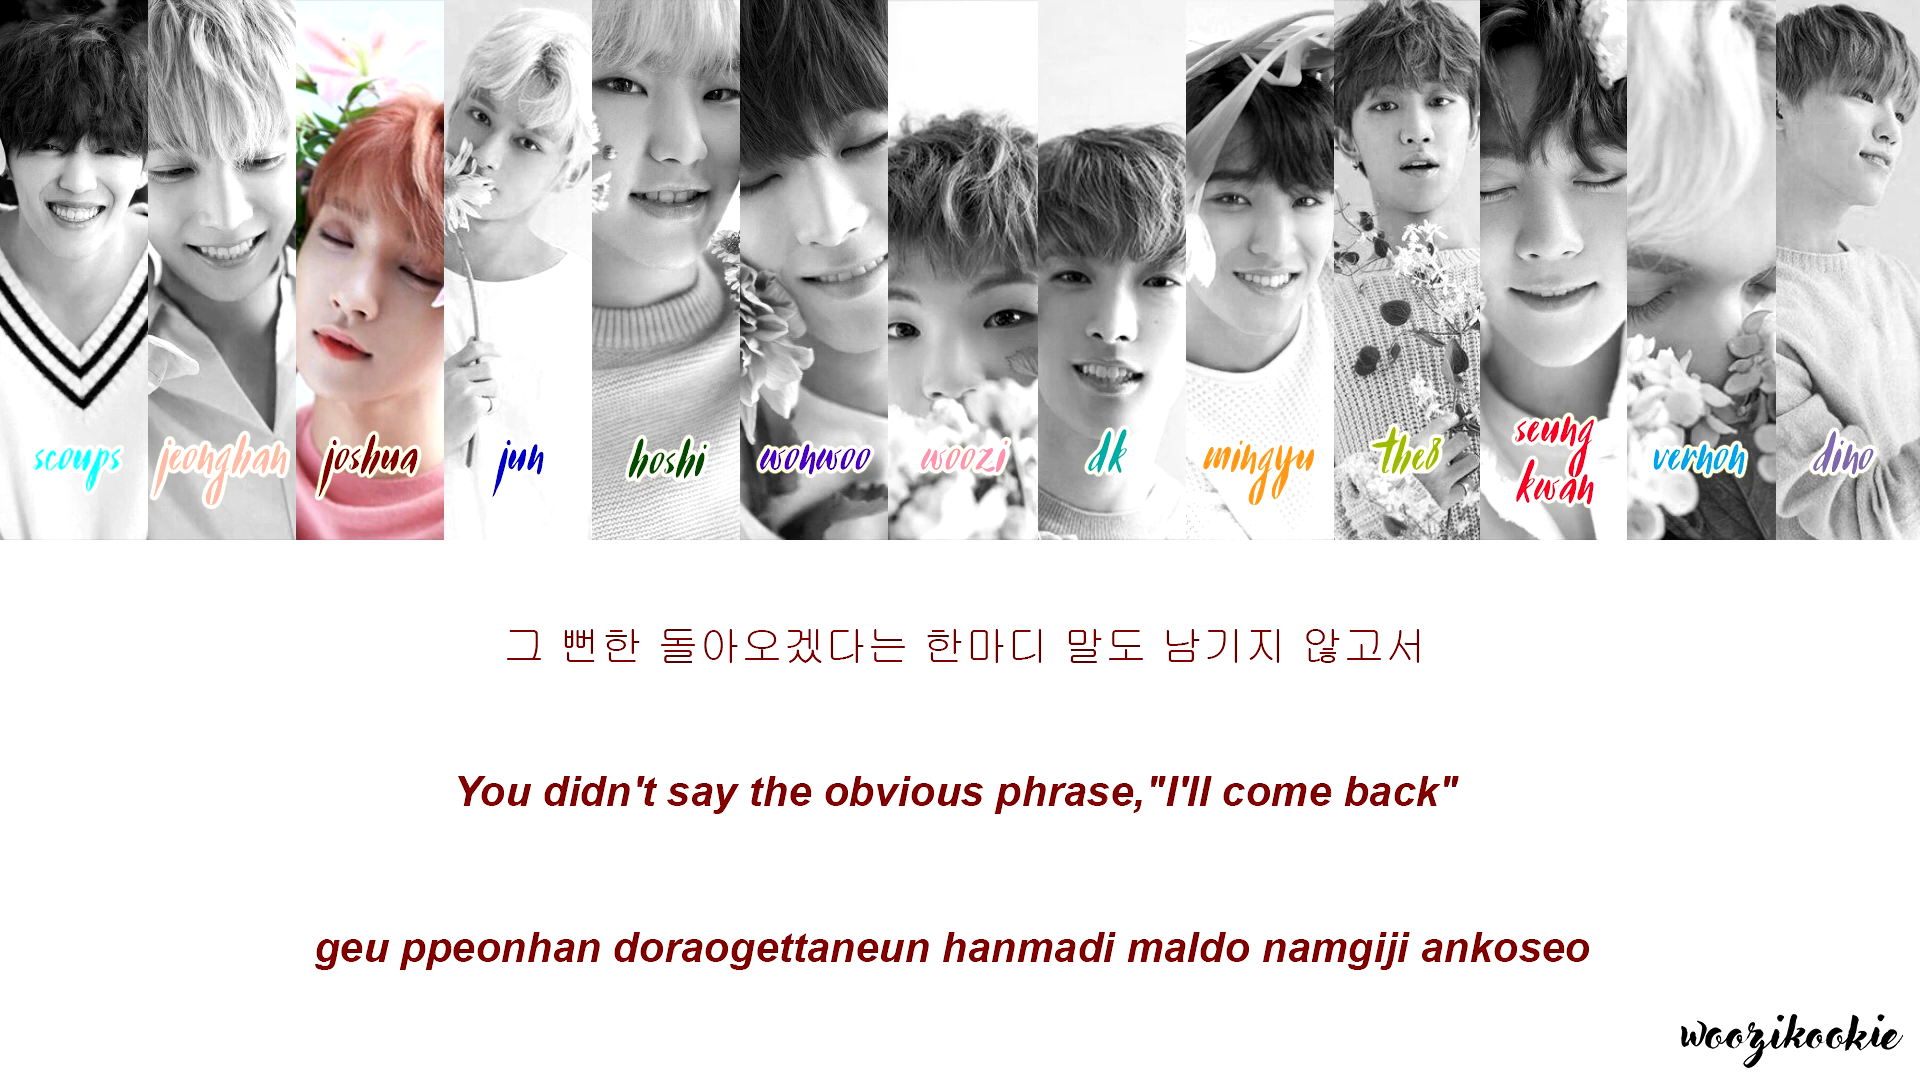 scoups
jeonghan
joshua
jun
hoshi
wonwoo
woozi
dk
mingyu
the8
seung
kwan
vernon
dino
그 뻔한 돌아오겠다는 한마디 말도 남기지 않고서
You didn't say the obvious phrase,"I'll come back"
geu ppeonhan doraogettaneun hanmadi maldo namgiji ankoseo
woozikookie